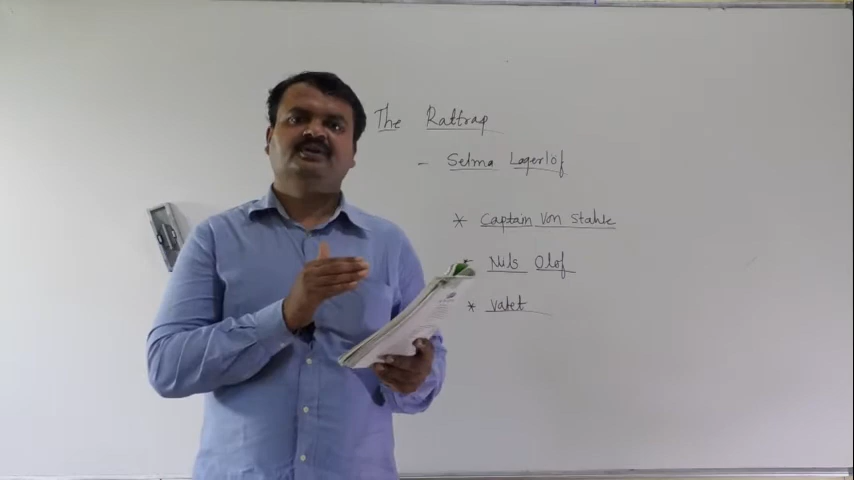 The Rattrap
- Selma Lagerlof
* Captain Von Stahle
* Nils Olof
* Valet